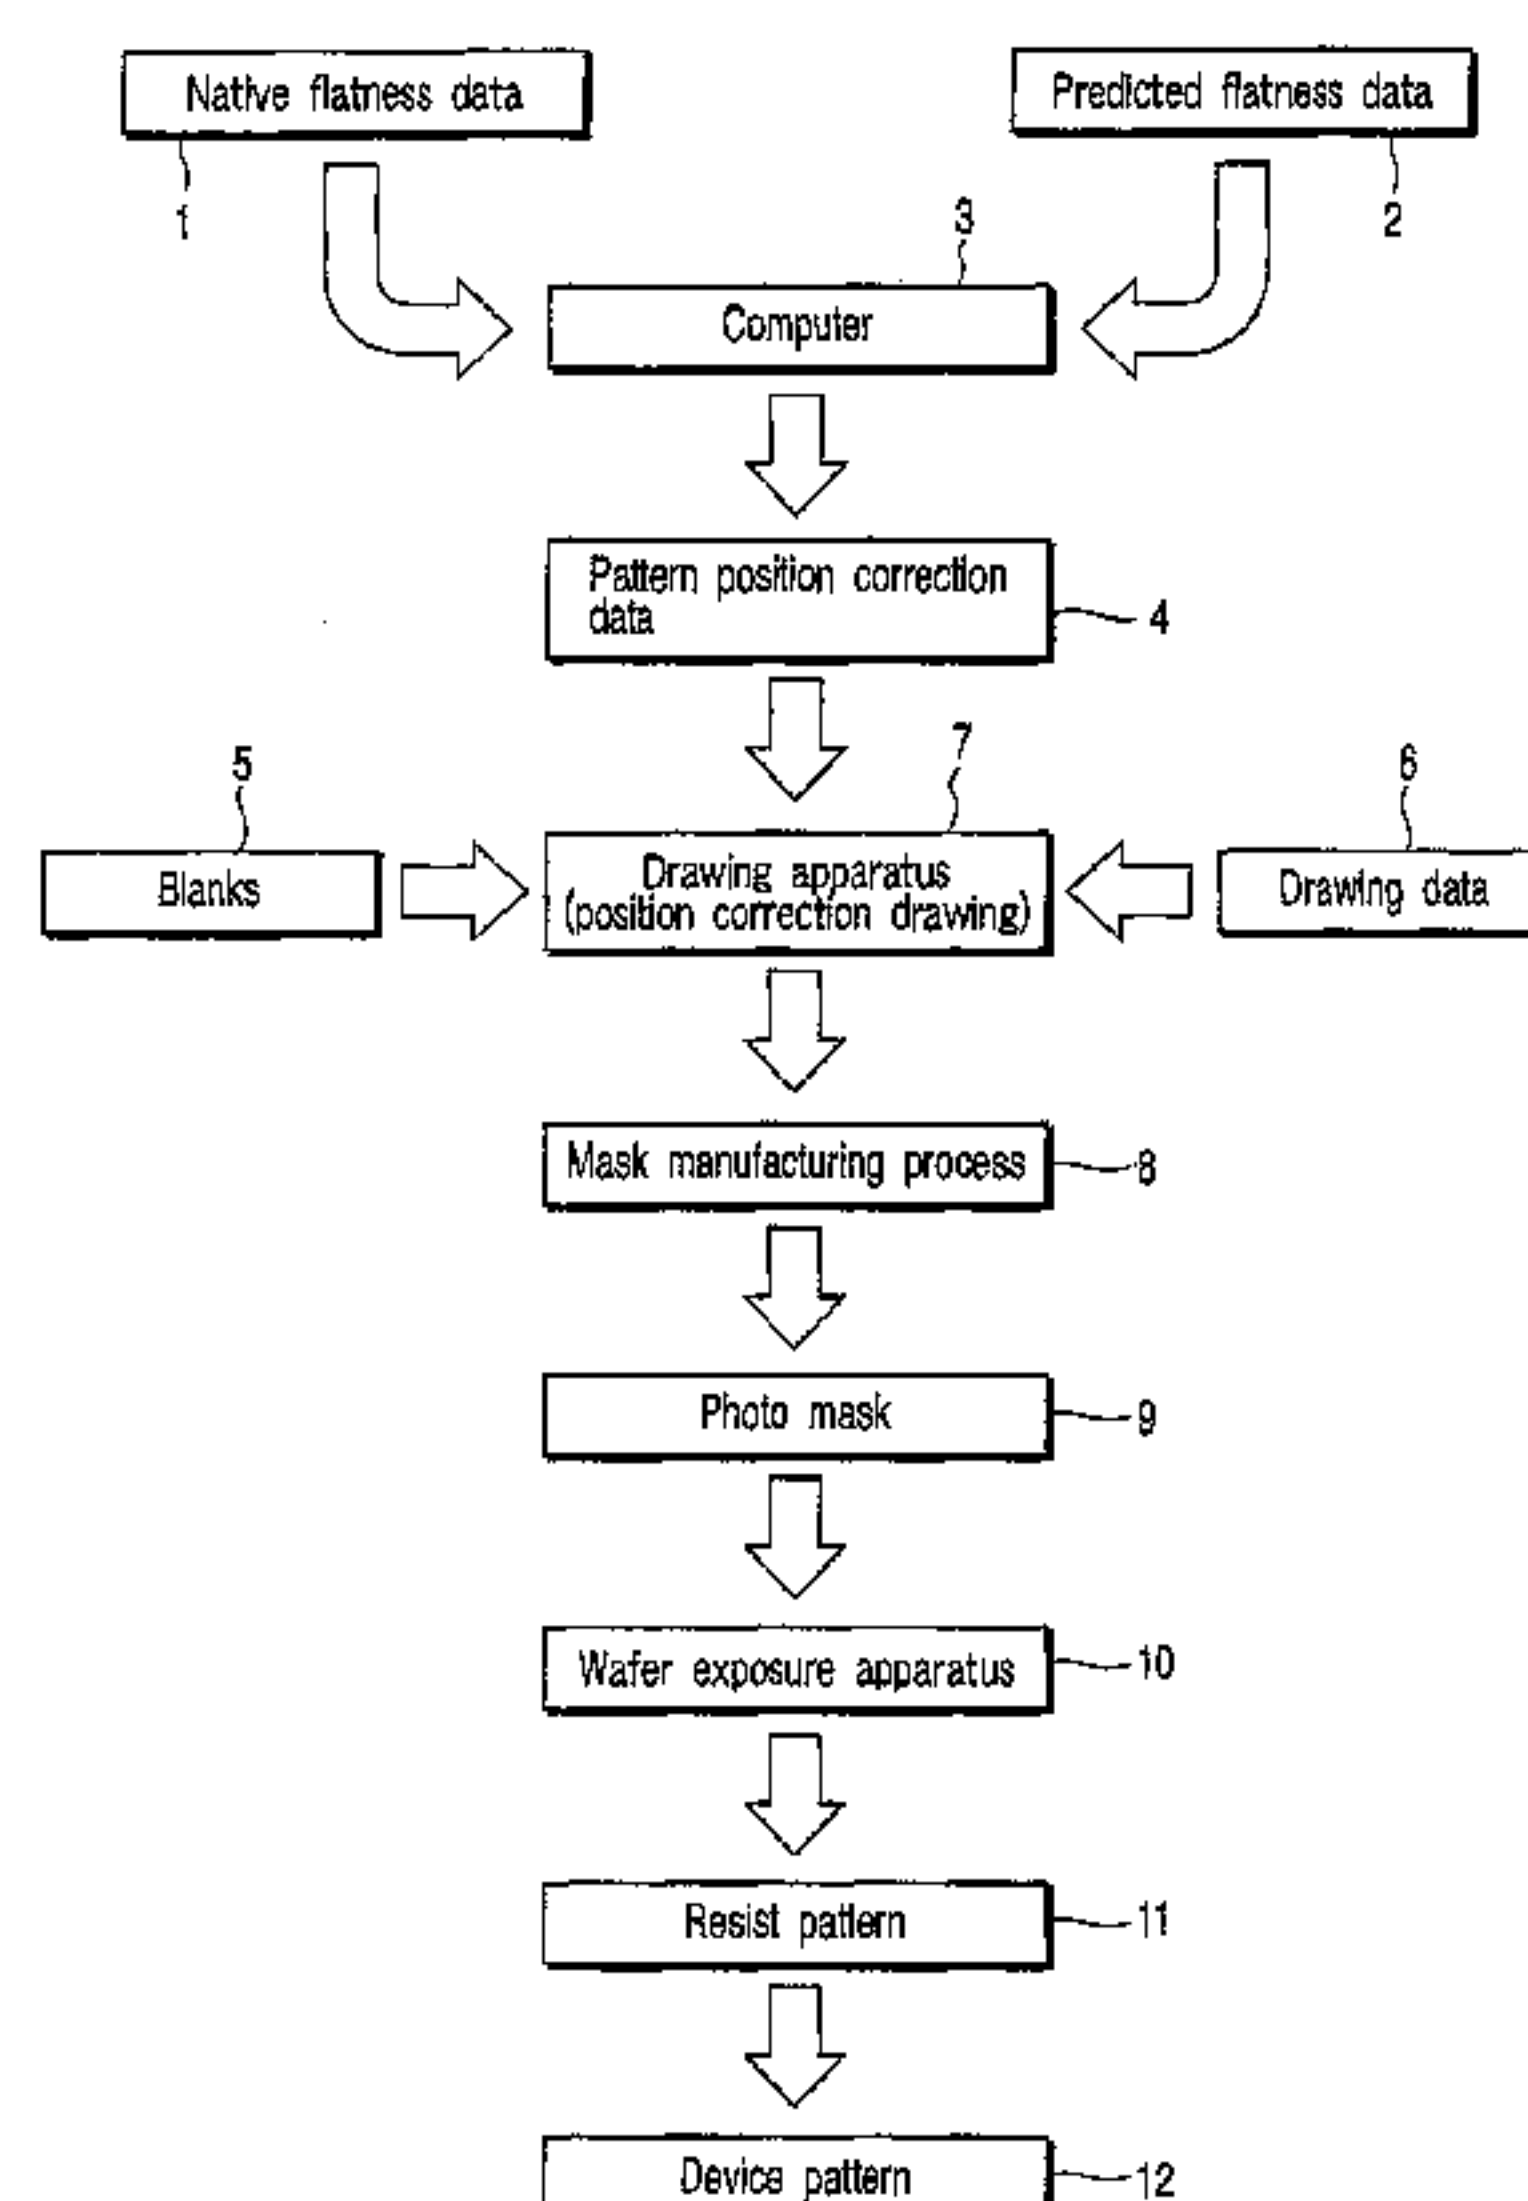 Native flatness data
Predicted flatness data
1
2
3
Computer
Pattern position correction
data
4
5
7
6
Blanks
Drawing apparatus
(position correction drawing)
Drawing data
Mask manufacturing process
8
Photo mask
9
Wafer exposure apparatus
10
Resist pattern
11
Device pattern
12